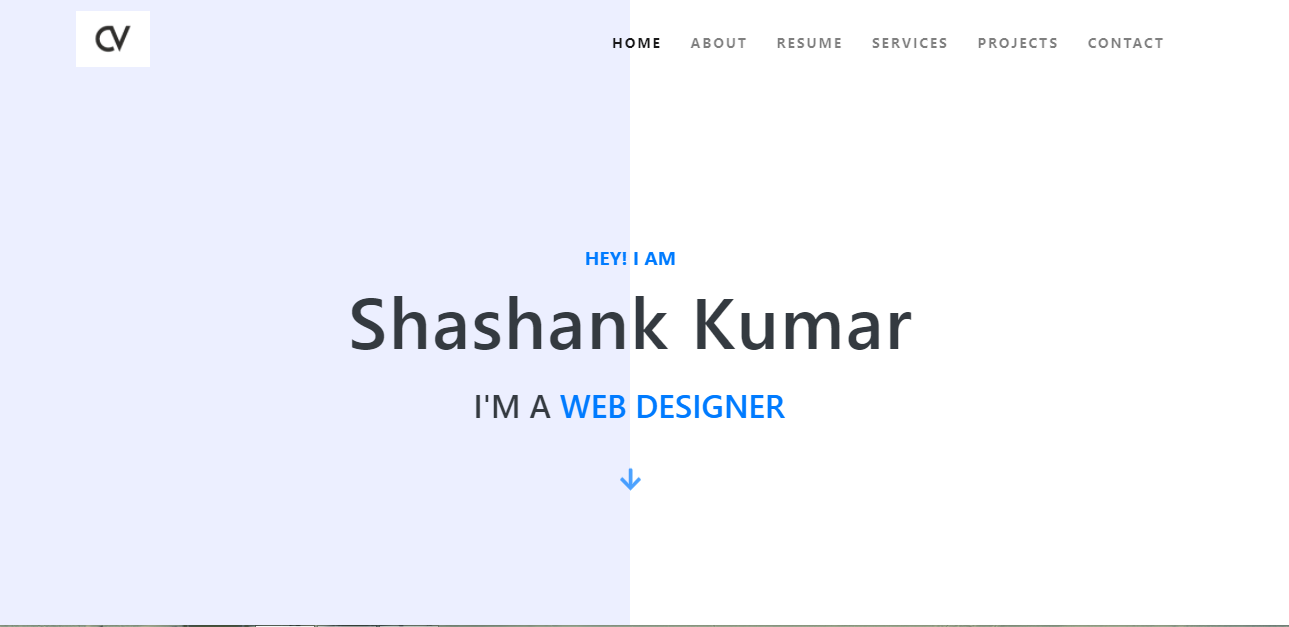 CV
HOME ABOUT RESUME SERVICES PROJECTS CONTACT
HEY! I AM
Shashank Kumar
I'M A WEB DESIGNER